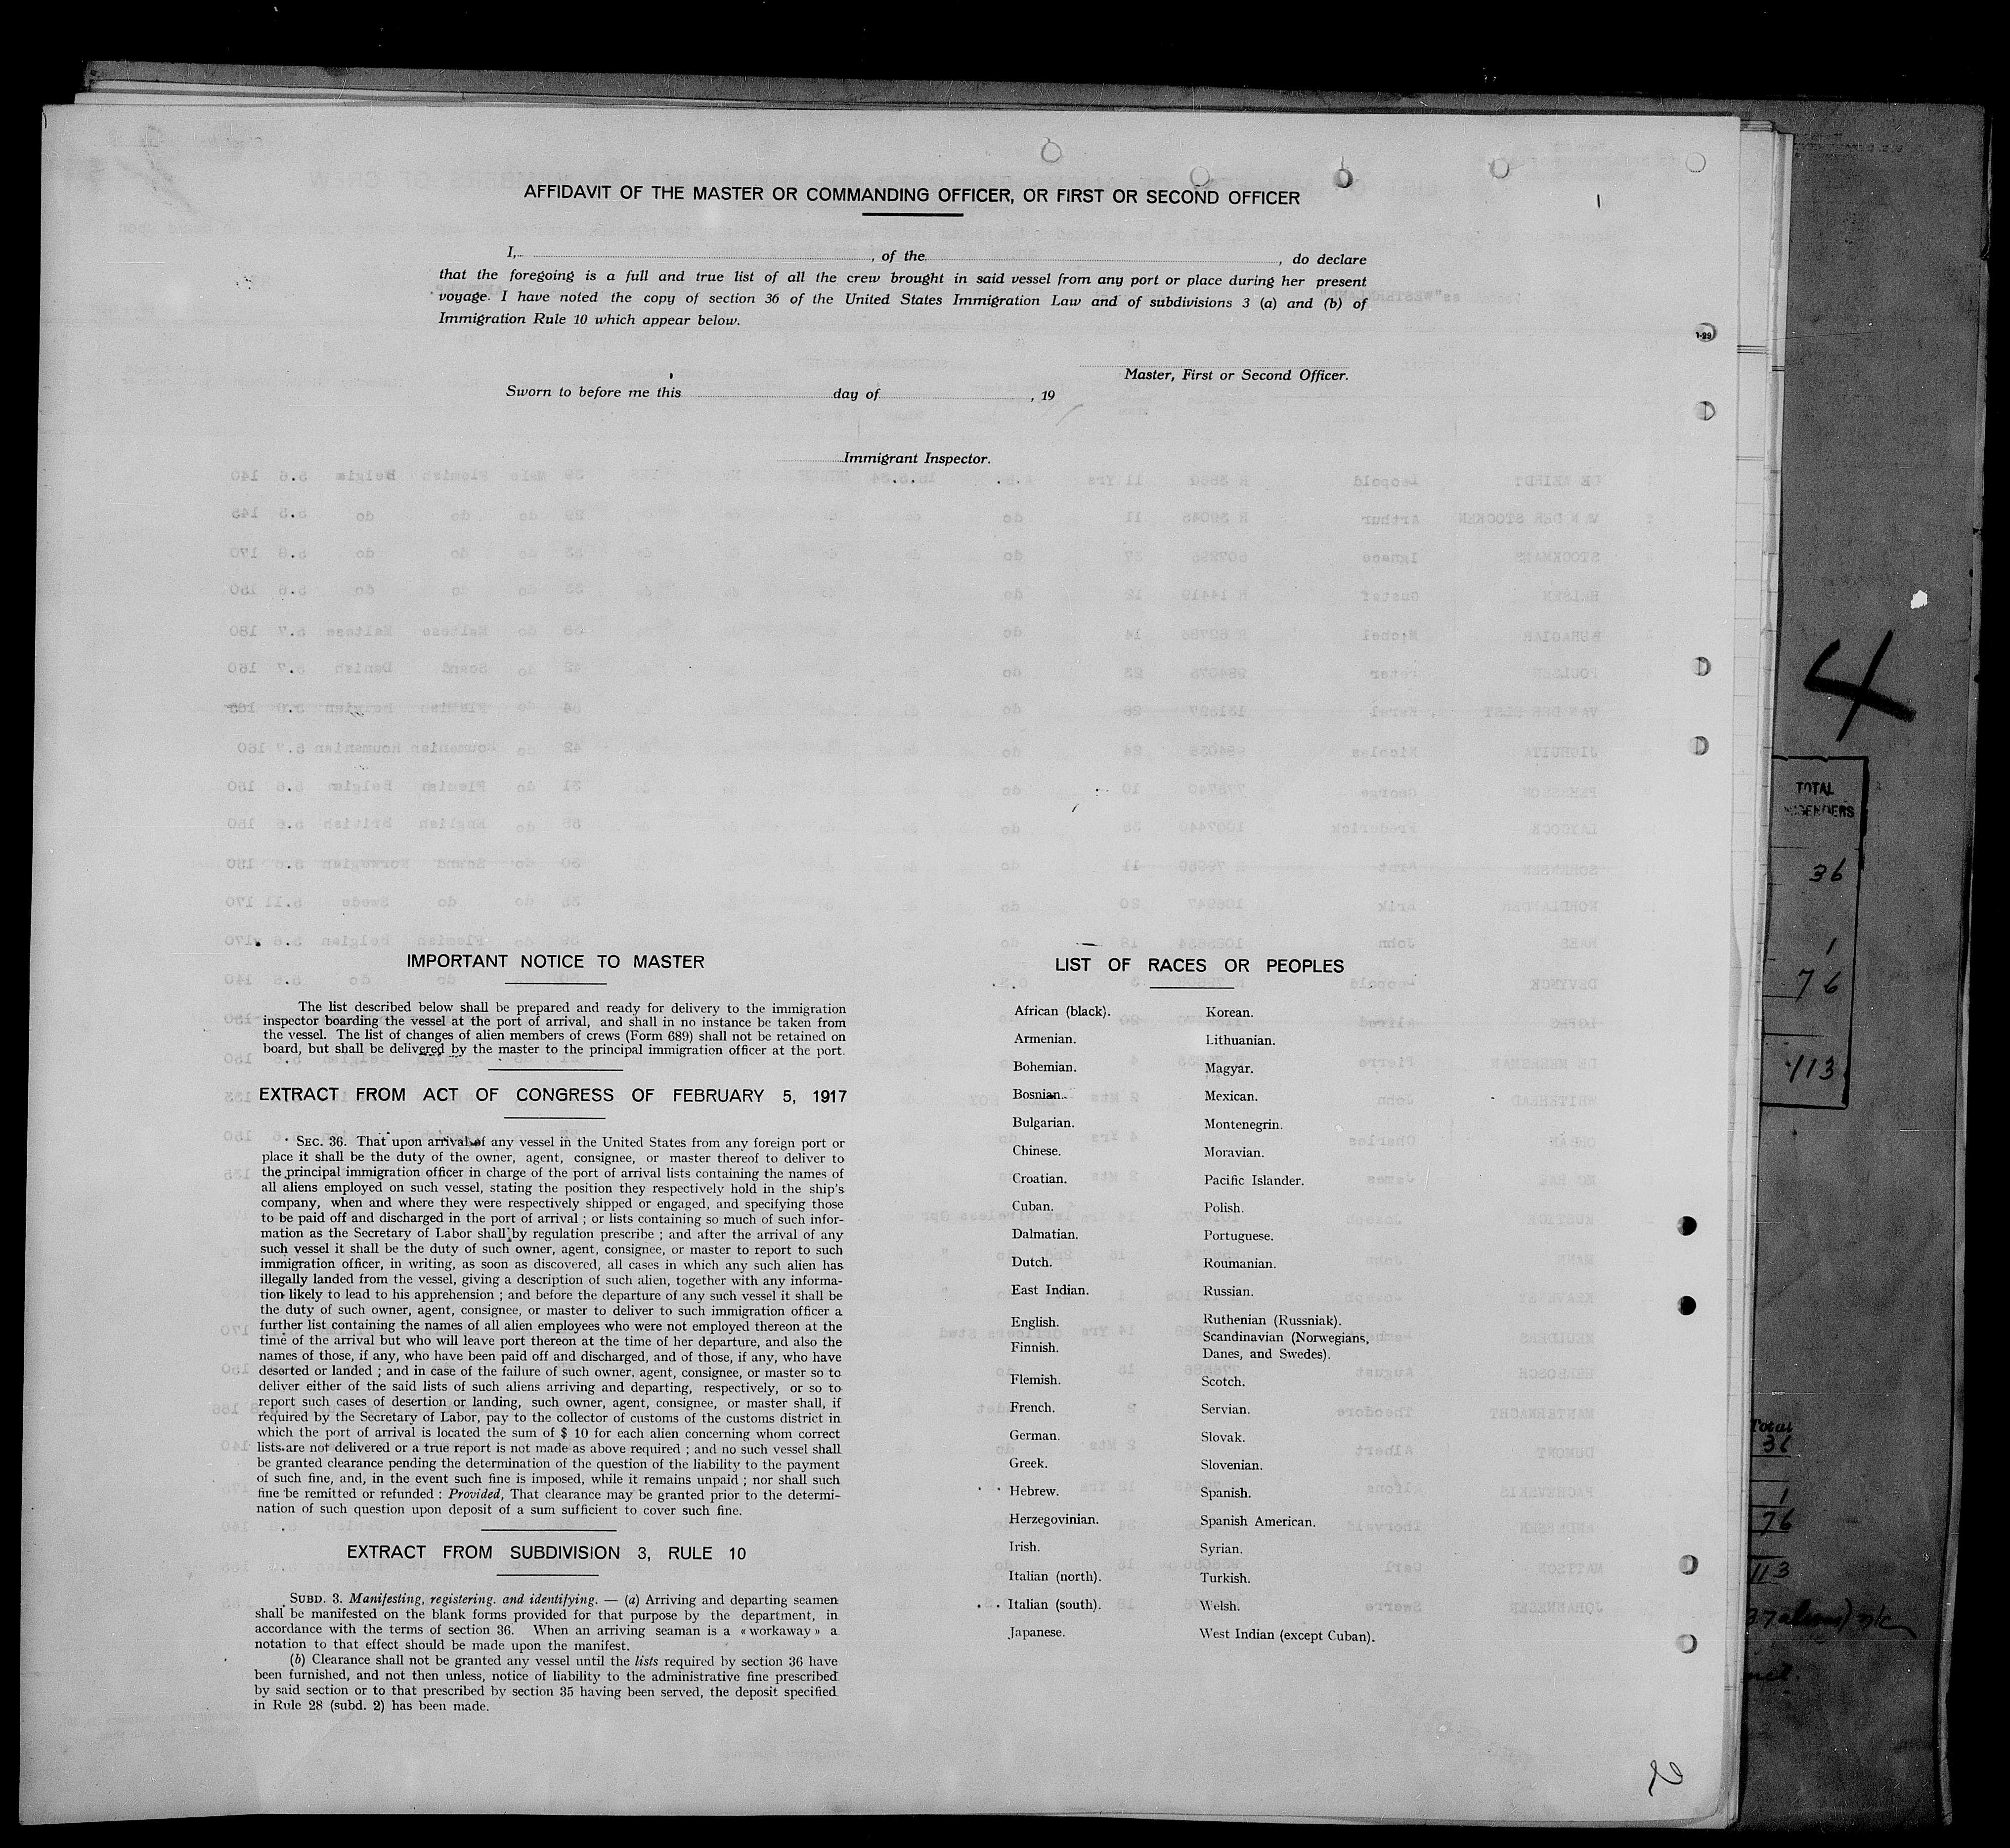 AFFIDAVIT OF THE MASTER OR COMMANDING OFFICER, OR FIRST OR SECOND OFFICER
1
I, , of the , do declare
that the foregoing is a full and true list of all the crew brought in said vessel from any port or place during her present
voyage. I have noted the copy of section 36 of the United States Immigration Law and of subdivisions 3 (a) and (b) of
Immigration Rule 10 which appear below.
Master, First or Second Officer.
Sworn to before me this day of , 19
Immigrant Inspector.
IMPORTANT NOTICE TO MASTER
The list described below shall be prepared and ready for delivery to the immigration
inspector boarding the vessel at the port of arrival, and shall in no instance be taken from
the vessel. The list of changes of alien members of crews (Form 689) shall not be retained on
board, but shall be delivered by the master to the principal immigration officer at the port.
EXTRACT FROM ACT OF CONGRESS OF FEBRUARY 5, 1917
SEC. 36. That upon arrival of any vessel in the United States from any foreign port or
place it shall be the duty of the owner, agent, consignee, or master thereof to deliver to
the principal immigration officer in charge of the port of arrival lists containing the names of
all aliens employed on such vessel, stating the position they respectively hold in the ship's
company, when and where they were respectively shipped or engaged, and specifying those
to be paid off and discharged in the port of arrival ; or lists containing so much of such infor-
mation as the Secretary of Labor shall by regulation prescribe ; and after the arrival of any
such vessel it shall be the duty of such owner, agent, consignee, or master to report to such
immigration officer, in writing, as soon as discovered, all cases in which any such alien has
illegally landed from the vessel, giving a description of such alien, together with any informa-
tion likely to lead to his apprehension ; and before the departure of any such vessel it shall be
the duty of such owner, agent, consignee, or master to deliver to such immigration officer a
further list containing the names of all alien employees who were not employed thereon at the
time of the arrival but who will leave port thereon at the time of her departure, and also the
names of those, if any, who have been paid off and discharged, and of those, if any, who have
deserted or landed ; and in case of the failure of such owner, agent, consignee, or master so to
deliver either of the said lists of such aliens arriving and departing, respectively, or so to
report such cases of desertion or landing, such owner, agent, consignee, or master shall, if
required by the Secretary of Labor, pay to the collector of customs of the customs district in
which the port of arrival is located the sum of $ 10 for each alien concerning whom correct
lists are not delivered or a true report is not made as above required ; and no such vessel shall
be granted clearance pending the determination of the question of the liability to the payment
of such fine, and, in the event such fine is imposed, while it remains unpaid ; nor shall such
fine be remitted or refunded : Provided, That clearance may be granted prior to the determi-
nation of such question upon deposit of a sum sufficient to cover such fine.
EXTRACT FROM SUBDIVISION 3, RULE 10
SUBD. 3. Manifesting, registering. and identifying. — (a) Arriving and departing seamen
shall be manifested on the blank forms provided for that purpose by the department, in
accordance with the terms of section 36. When an arriving seaman is a « workaway » a
notation to that effect should be made upon the manifest.
(b) Clearance shall not be granted any vessel until the lists required by section 36 have
been furnished, and not then unless, notice of liability to the administrative fine prescribed
by said section or to that prescribed by section 35 having been served, the deposit specified
in Rule 28 (subd. 2) has been made.
LIST OF RACES OR PEOPLES
African (black).
Armenian.
Bohemian.
Bosnian.
Bulgarian.
Chinese.
Croatian.
Cuban.
Dalmatian.
Dutch.
East Indian.
English.
Finnish.
Flemish.
French.
German.
Greek.
Hebrew.
Herzegovinian.
Irish.
Italian (north).
Italian (south).
Japanese.
Korean.
Lithuanian.
Magyar.
Mexican.
Montenegrin.
Moravian.
Pacific Islander.
Polish.
Portuguese.
Roumanian.
Russian.
Ruthenian (Russniak).
Scandinavian (Norwegians,
Danes, and Swedes).
Scotch.
Servian.
Slovak.
Slovenian.
Spanish.
Spanish American.
Syrian.
Turkish.
Welsh.
West Indian (except Cuban).
2
4
TOTAL
36
1
76
113
Total
36
1
76
113
37 aliens)